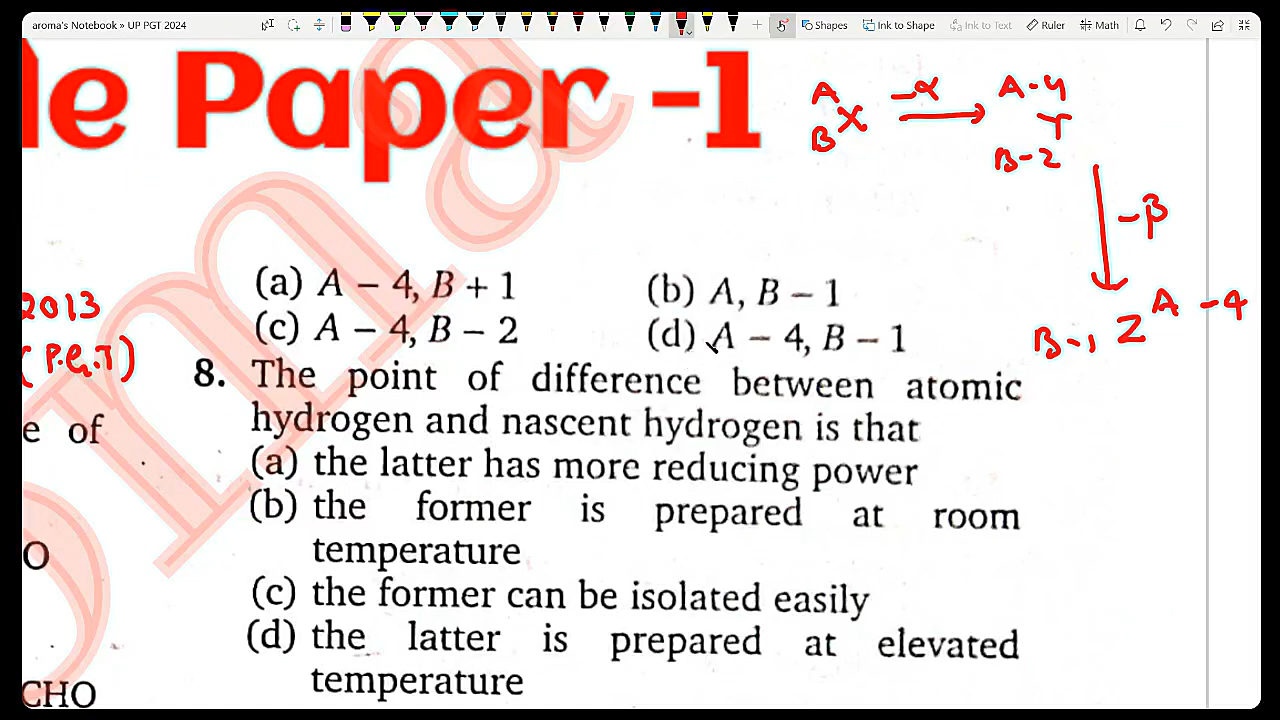 aroma's Notebook » UP PGT 2024
Shapes
Ink to Shape
Ink to Text
Ruler
Math
le Paper -1
A
B X
-α
A-4
Y
B-2
-β
B-1 Z A-4
(a) A – 4, B + 1 (b) A, B – 1
(c) A – 4, B – 2 (d) A – 4, B – 1
2013
(P.G.T)
e of
O
CHO
8. The point of difference between atomic
hydrogen and nascent hydrogen is that
(a) the latter has more reducing power
(b) the former is prepared at room
temperature
(c) the former can be isolated easily
(d) the latter is prepared at elevated
temperature
oma